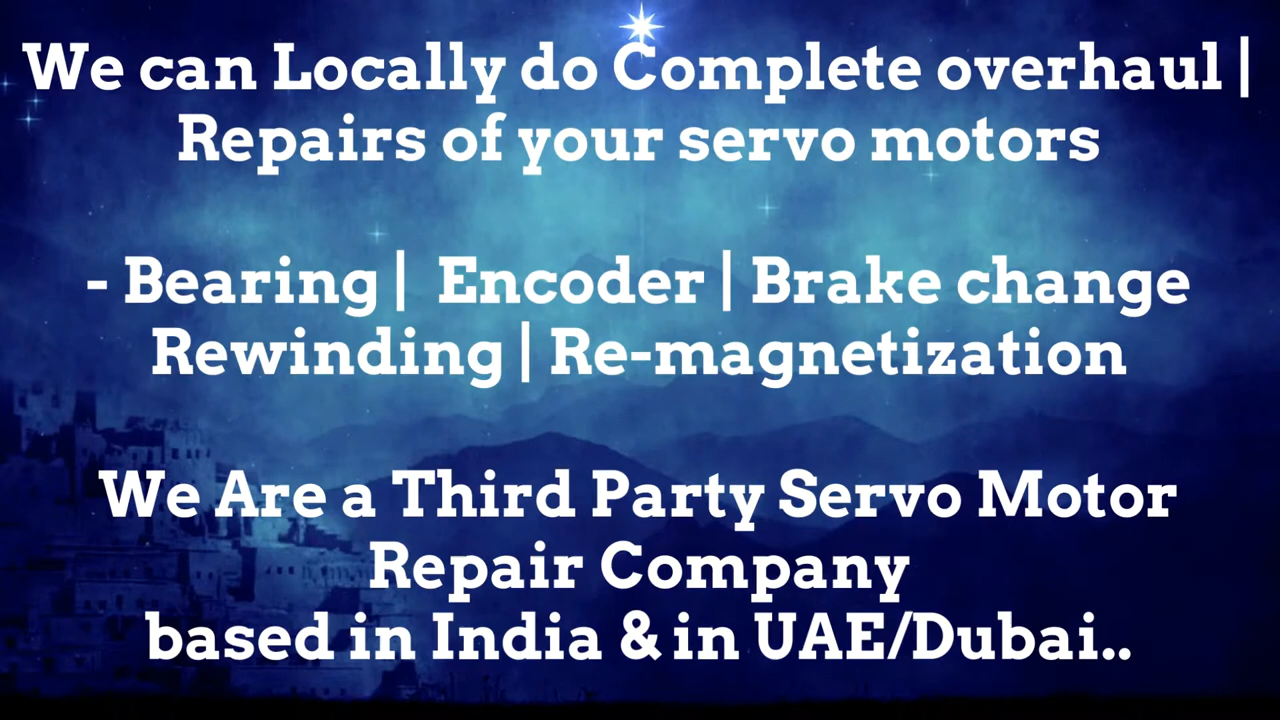 We can Locally do Complete overhaul |
Repairs of your servo motors
- Bearing | Encoder | Brake change
Rewinding | Re-magnetization
We Are a Third Party Servo Motor
Repair Company
based in India & in UAE/Dubai..